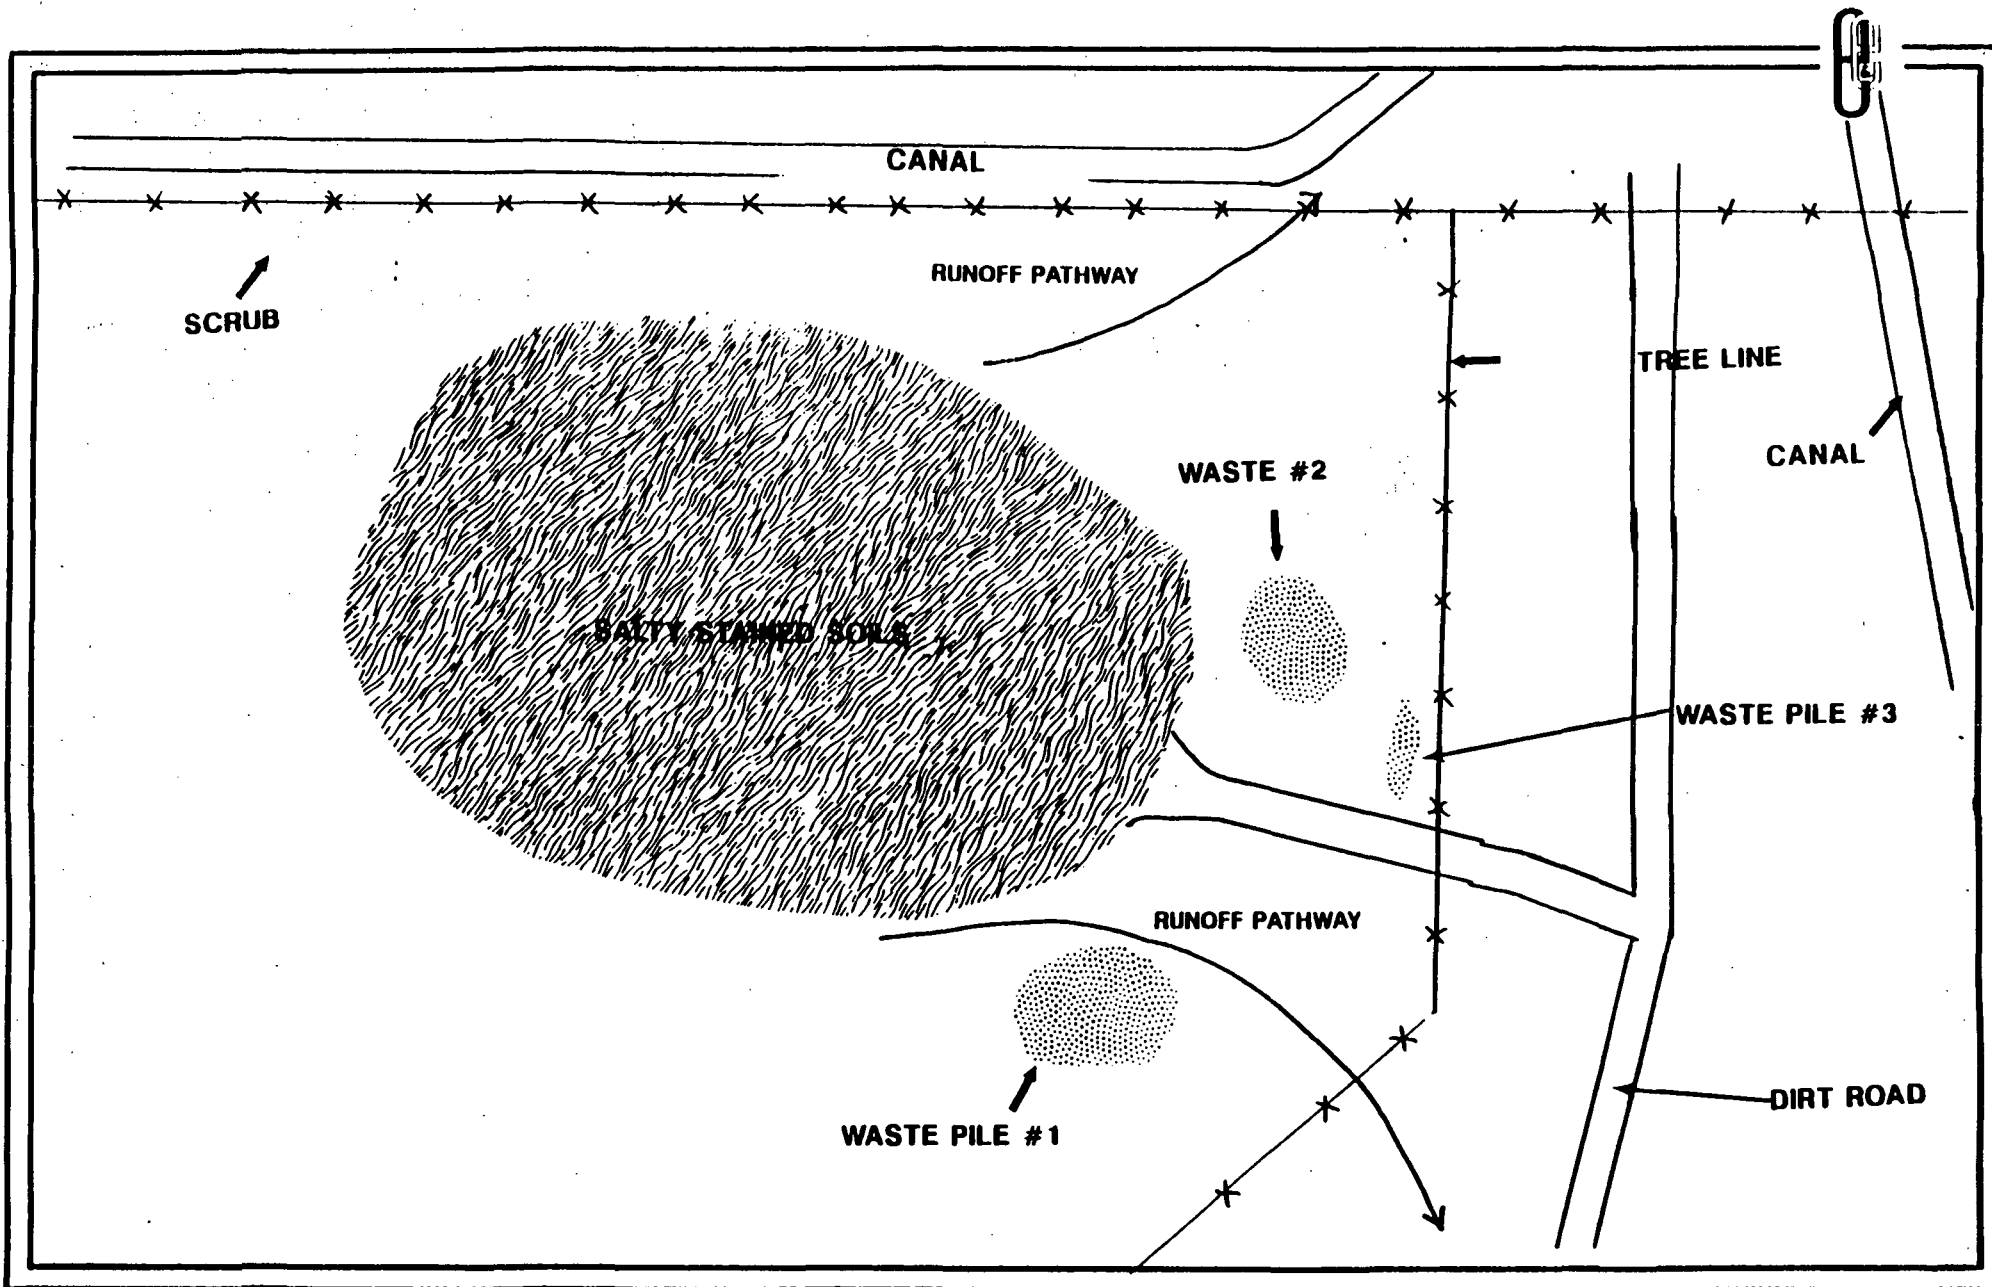 CANAL
RUNOFF PATHWAY
SCRUB
TREE LINE
CANAL
WASTE #2
SALTY STAINED SOILS
WASTE PILE #3
RUNOFF PATHWAY
DIRT ROAD
WASTE PILE #1